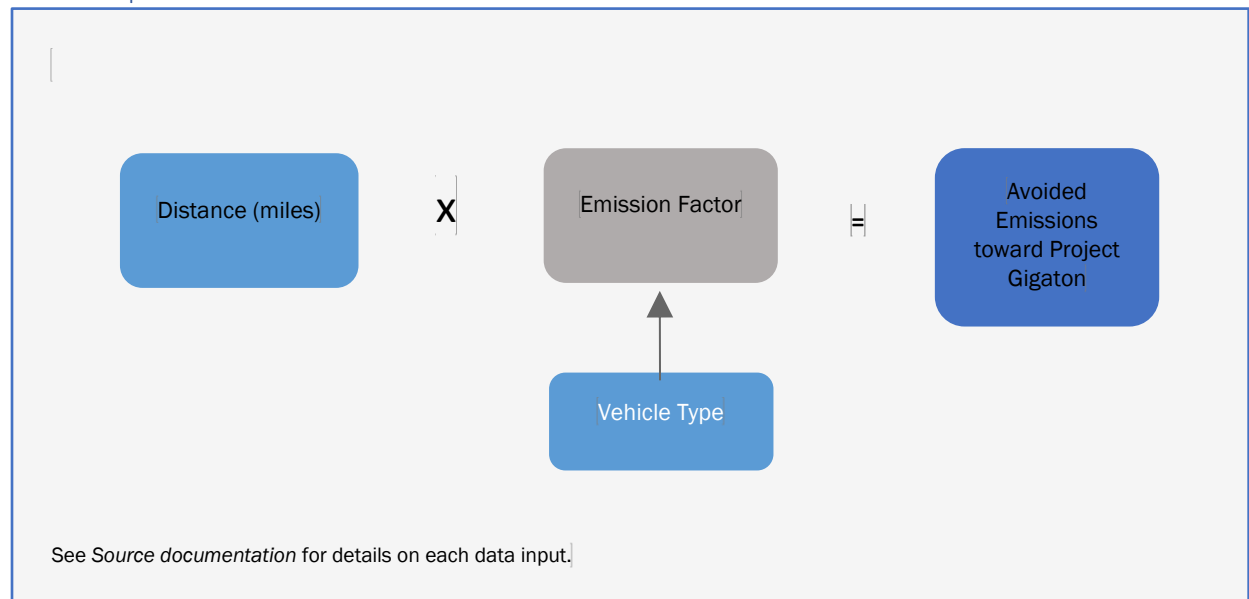 Distance (miles)
X
Emission Factor
=
Avoided
Emissions
toward Project
Gigaton
Vehicle Type
See Source documentation for details on each data input.